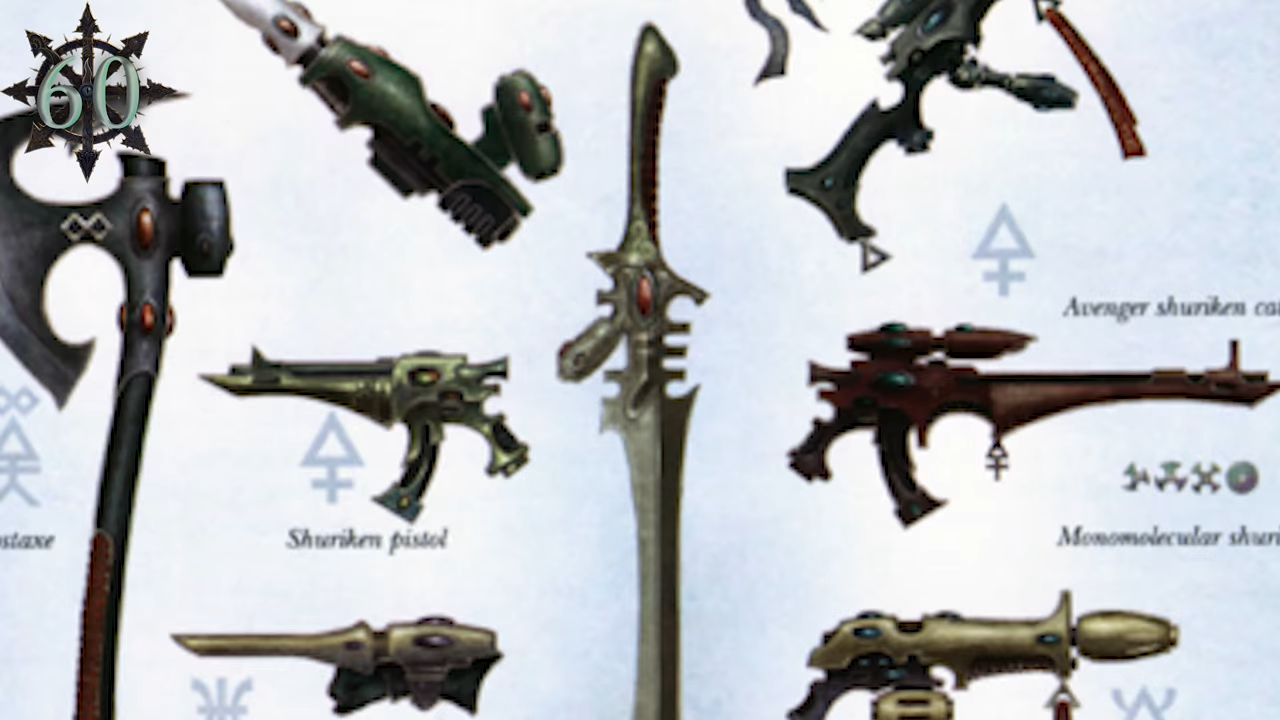 60
Avenger shuriken ca
ostaxe
Shuriken pistol
Monomolecular shuri